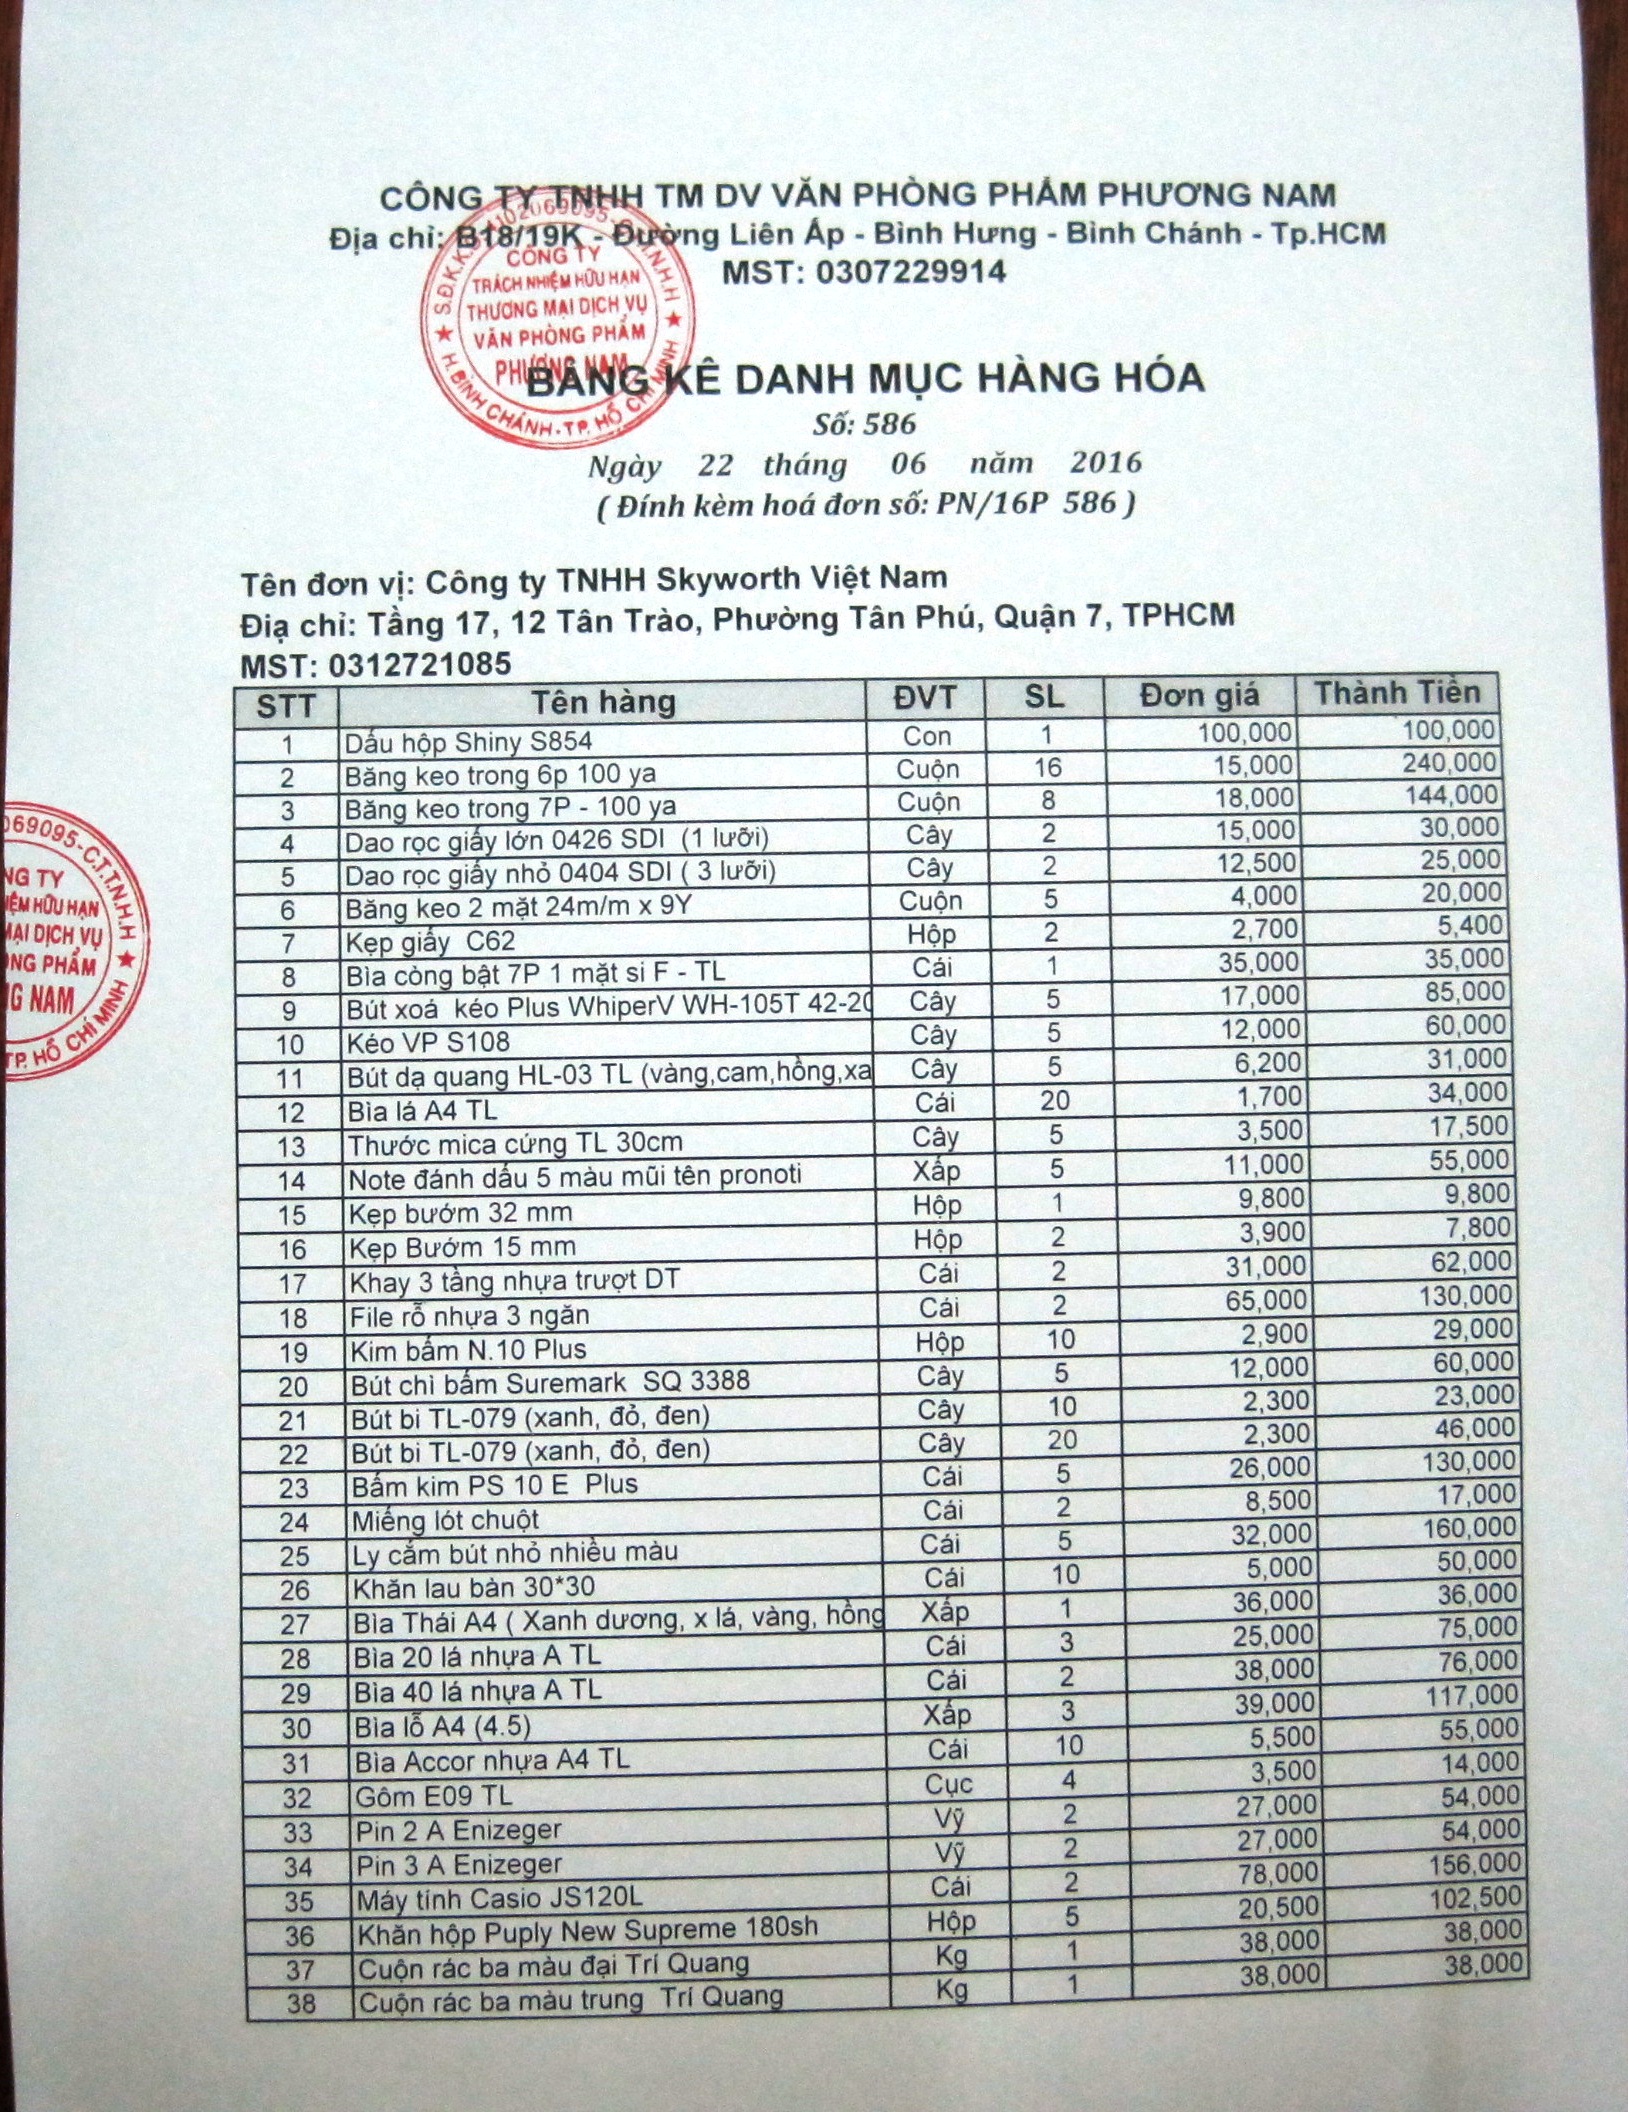 CÔNG TY TNHH TM DV VĂN PHÒNG PHẨM PHƯƠNG NAM
Địa chỉ: B18/19K - Đường Liên Ấp - Bình Hưng - Bình Chánh - Tp.HCM
MST: 0307229914
CÔNG TY
TRÁCH NHIỆM HỮU HẠN
THƯƠNG MẠI DỊCH VỤ
VĂN PHÒNG PHẨM
PHƯƠNG NAM
H.BÌNH CHÁNH-TP. HỒ CHÍ MINH
BẢNG KÊ DANH MỤC HÀNG HÓA
Số: 586
Ngày 22 tháng 06 năm 2016
( Đính kèm hoá đơn số: PN/16P 586 )
Tên đơn vị: Công ty TNHH Skyworth Việt Nam
Địa chỉ: Tầng 17, 12 Tân Trào, Phường Tân Phú, Quận 7, TPHCM
MST: 0312721085
069095-C.T.T.N.H.H
NG TY
IỆM HỮU HẠN
MẠI DỊCH VỤ
NG PHẨM
G NAM
TP. HỒ CHÍ MINH
STT Tên hàng ĐVT SL Đơn giá Thành Tiền
1 Dấu hộp Shiny S854 Con 1 100,000 100,000
2 Băng keo trong 6p 100 ya Cuộn 16 15,000 240,000
3 Băng keo trong 7P - 100 ya Cuộn 8 18,000 144,000
4 Dao rọc giấy lớn 0426 SDI (1 lưỡi) Cây 2 15,000 30,000
5 Dao rọc giấy nhỏ 0404 SDI ( 3 lưỡi) Cây 2 12,500 25,000
6 Băng keo 2 mặt 24m/m x 9Y Cuộn 5 4,000 20,000
7 Kẹp giấy C62 Hộp 2 2,700 5,400
8 Bìa còng bật 7P 1 mặt si F - TL Cái 1 35,000 35,000
9 Bút xoá kéo Plus WhiperV WH-105T 42-20 Cây 5 17,000 85,000
10 Kéo VP S108 Cây 5 12,000 60,000
11 Bút dạ quang HL-03 TL (vàng,cam,hồng,xa Cây 5 6,200 31,000
12 Bìa lá A4 TL Cái 20 1,700 34,000
13 Thước mica cứng TL 30cm Cây 5 3,500 17,500
14 Note đánh dấu 5 màu mũi tên pronoti Xấp 5 11,000 55,000
15 Kẹp bướm 32 mm Hộp 1 9,800 9,800
16 Kẹp Bướm 15 mm Hộp 2 3,900 7,800
17 Khay 3 tầng nhựa trượt DT Cái 2 31,000 62,000
18 File rổ nhựa 3 ngăn Cái 2 65,000 130,000
19 Kim bấm N.10 Plus Hộp 10 2,900 29,000
20 Bút chì bấm Suremark SQ 3388 Cây 5 12,000 60,000
21 Bút bi TL-079 (xanh, đỏ, đen) Cây 10 2,300 23,000
22 Bút bi TL-079 (xanh, đỏ, đen) Cây 20 2,300 46,000
23 Bấm kim PS 10 E Plus Cái 5 26,000 130,000
24 Miếng lót chuột Cái 2 8,500 17,000
25 Ly cắm bút nhỏ nhiều màu Cái 5 32,000 160,000
26 Khăn lau bàn 30*30 Cái 10 5,000 50,000
27 Bìa Thái A4 ( Xanh dương, x lá, vàng, hồng Xấp 1 36,000 36,000
28 Bìa 20 lá nhựa A TL Cái 3 25,000 75,000
29 Bìa 40 lá nhựa A TL Cái 2 38,000 76,000
30 Bìa lỗ A4 (4.5) Xấp 3 39,000 117,000
31 Bìa Accor nhựa A4 TL Cái 10 5,500 55,000
32 Gôm E09 TL Cục 4 3,500 14,000
33 Pin 2 A Enizeger Vỹ 2 27,000 54,000
34 Pin 3 A Enizeger Vỹ 2 27,000 54,000
35 Máy tính Casio JS120L Cái 2 78,000 156,000
36 Khăn hộp Puply New Supreme 180sh Hộp 5 20,500 102,500
37 Cuộn rác ba màu đại Trí Quang Kg 1 38,000 38,000
38 Cuộn rác ba màu trung Trí Quang Kg 1 38,000 38,000